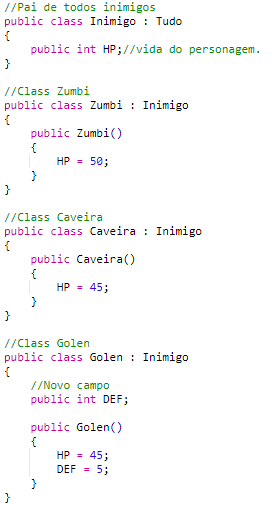 //Pai de todos inimigos
public class Inimigo : Tudo
{
    public int HP;//vida do personagem.
}

//Class Zumbi
public class Zumbi : Inimigo
{
    public Zumbi()
    {
        HP = 50;
    }
}

//Class Caveira
public class Caveira : Inimigo
{
    public Caveira()
    {
        HP = 45;
    }
}

//Class Golen
public class Golen : Inimigo
{
    //Novo campo
    public int DEF;

    public Golen()
    {
        HP = 45;
        DEF = 5;
    }
}